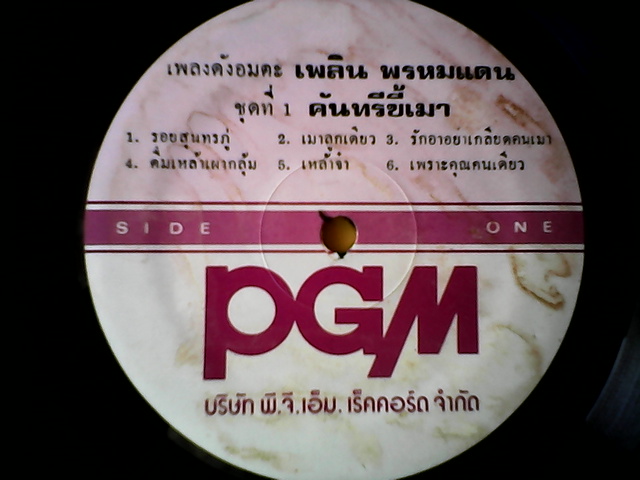 เพลงดังอมตะ เพลิน พรหมแดน
ชุดที่ 1 คันทรีขี้เมา
1. รอยสุนทรภู่ 2. เมาลูกเดียว 3. รักอาอย่าเกลียดคนเมา
4. ดื่มเหล้าเผากลุ้ม 5. เหล้าจ๋า 6. เพราะคุณคนเดียว
SIDE ONE
PGM
บริษัท พี.จี.เอ็ม. เร็คคอร์ด จำกัด